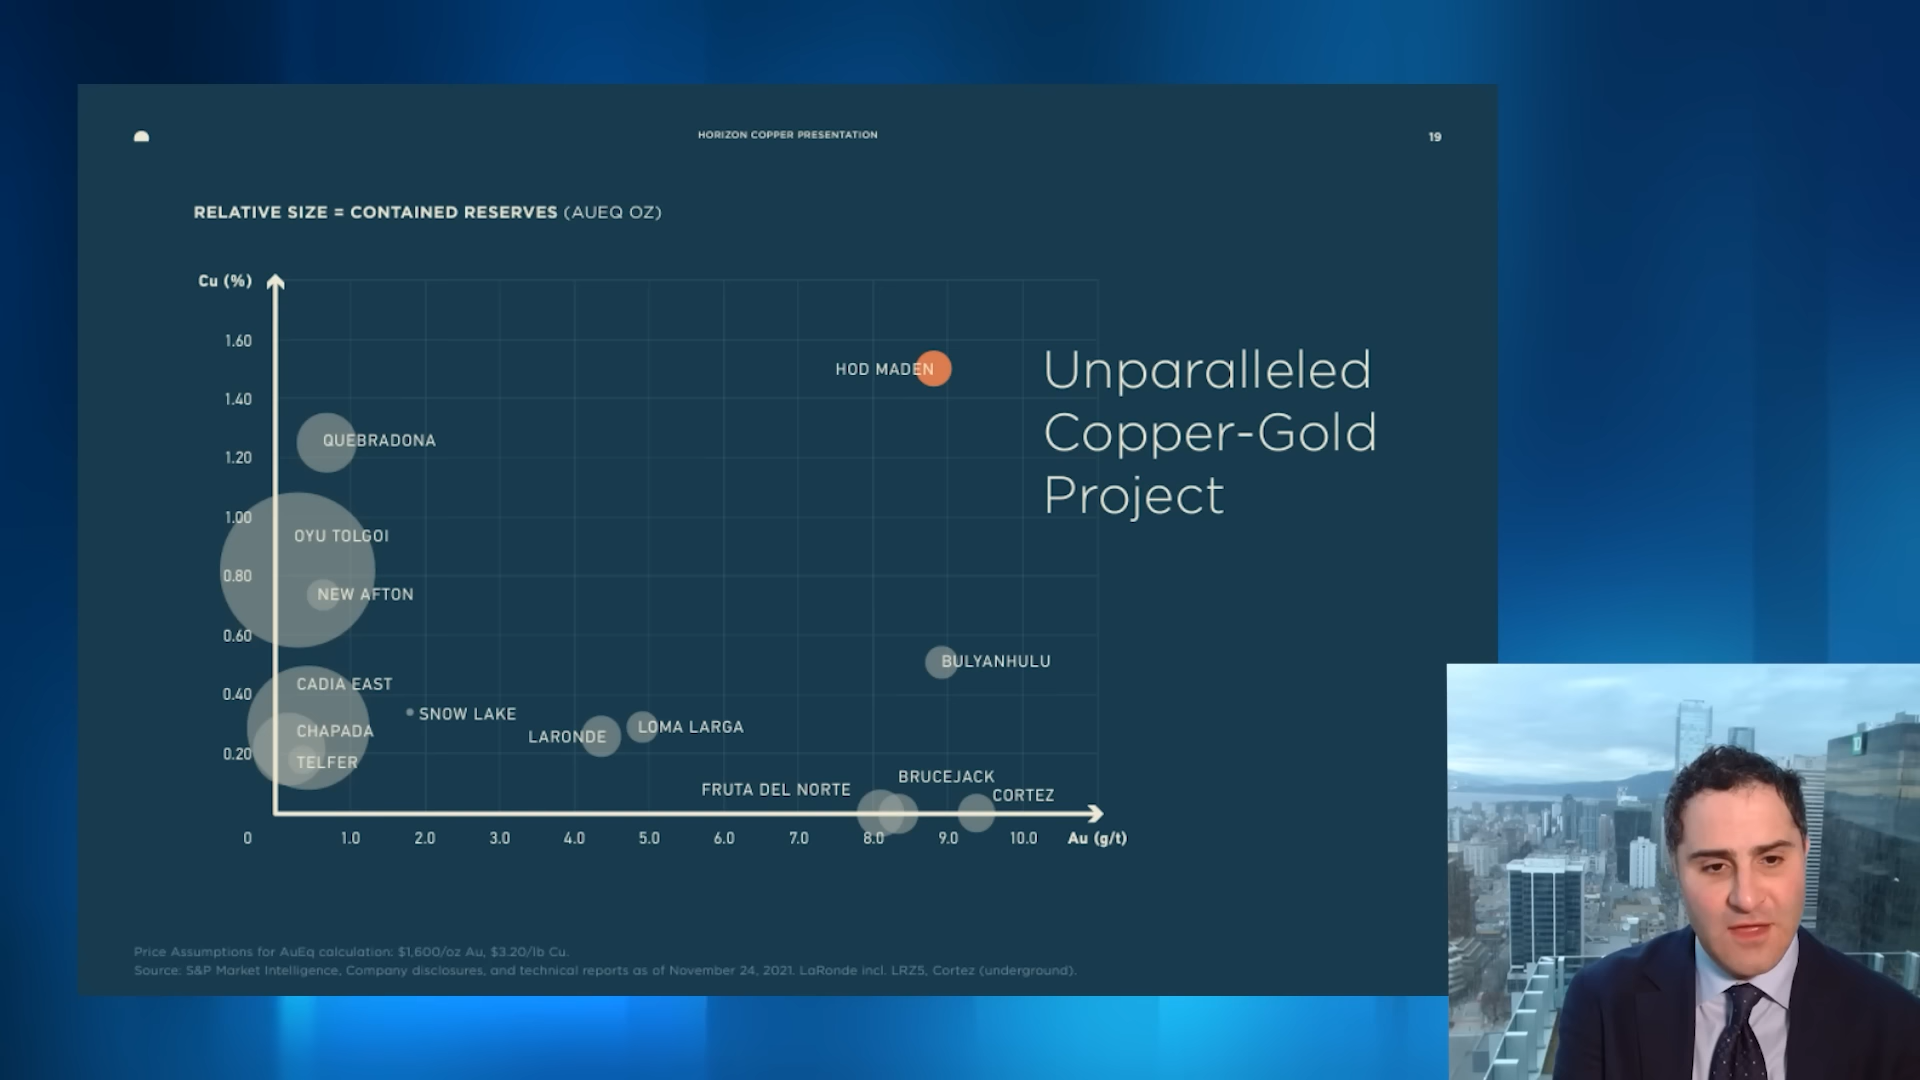 HORIZON COPPER PRESENTATION
19
RELATIVE SIZE = CONTAINED RESERVES (AUEQ OZ)
Cu (%)
1.60
1.40
1.20
1.00
0.80
0.60
0.40
0.20
HOD MADEN
QUEBRADONA
OYU TOLGOI
NEW AFTON
BULYANHULU
CADIA EAST
SNOW LAKE
CHAPADA
LARONDE
LOMA LARGA
TELFER
FRUTA DEL NORTE
BRUCEJACK
CORTEZ
0 1.0 2.0 3.0 4.0 5.0 6.0 7.0 8.0 9.0 10.0 Au (g/t)
Unparalleled
Copper-Gold
Project
Price Assumptions for AuEq calculation: $1,600/oz Au, $3.20/lb Cu.
Source: S&P Market Intelligence, Company disclosures, and technical reports as of November 24, 2021. LaRonde incl. LRZ5, Cortez (underground).